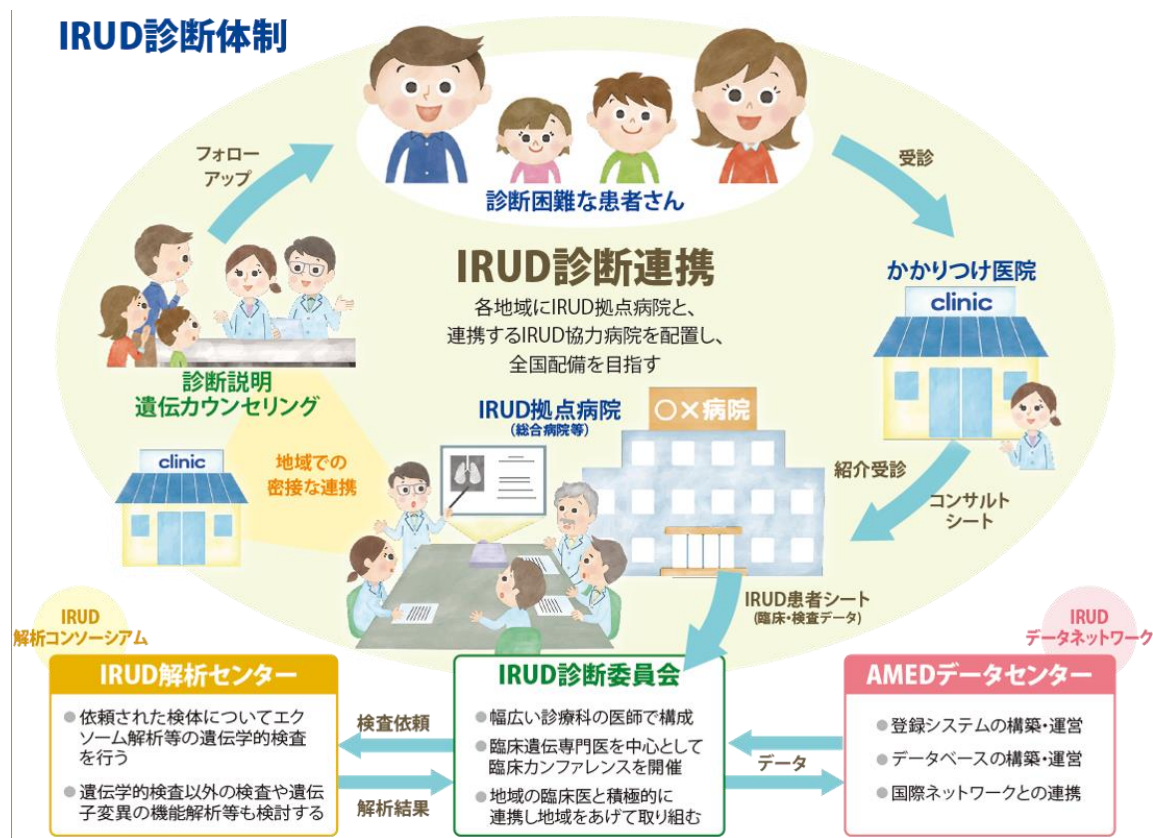 IRUD診断体制
フォロー
アップ
受診
診断困難な患者さん
IRUD診断連携
各地域にIRUD拠点病院と、
連携するIRUD協力病院を配置し、
全国配備を目指す
かかりつけ医院
clinic
診断説明
遺伝カウンセリング
IRUD拠点病院
(総合病院等)
〇×病院
clinic
地域での
密接な連携
紹介受診
コンサルト
シート
IRUD患者シート
(臨床・検査データ)
IRUD
解析コンソーシアム
IRUD
データネットワーク
IRUD解析センター
●依頼された検体についてエク
ソーム解析等の遺伝学的検査
を行う
●遺伝学的検査以外の検査や遺伝
子変異の機能解析等も検討する
検査依頼
解析結果
IRUD診断委員会
●幅広い診療科の医師で構成
●臨床遺伝専門医を中心として
臨床カンファレンスを開催
●地域の臨床医と積極的に
連携し地域をあげて取り組む
データ
AMEDデータセンター
●登録システムの構築・運営
●データベースの構築・運営
●国際ネットワークとの連携